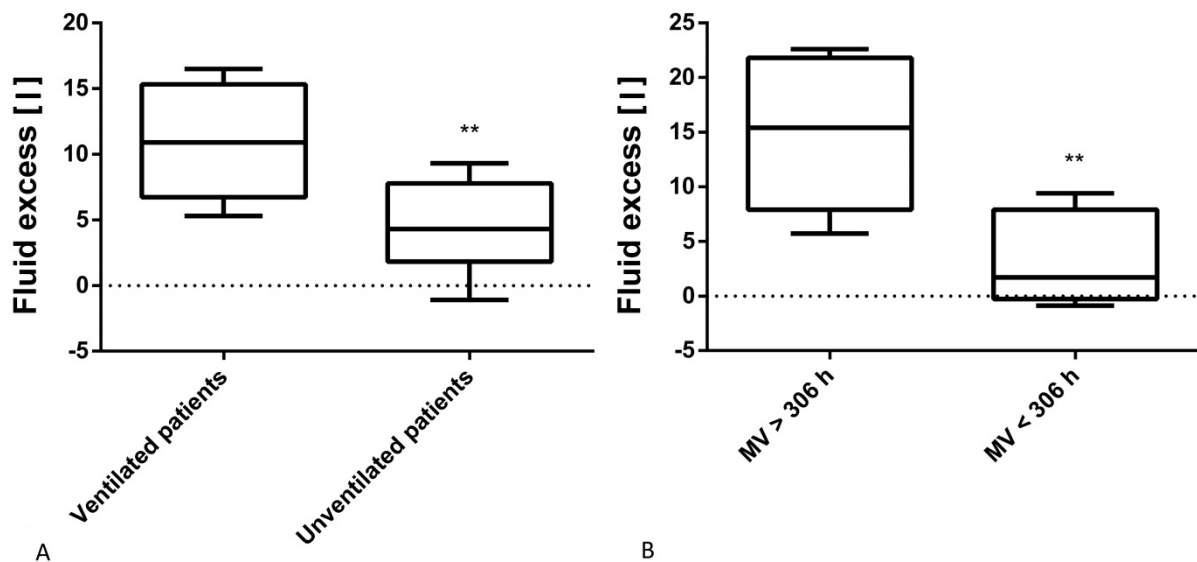 Fluid excess [ l ]
20
15
10
5
0
-5
**
Ventilated patients
Unventilated patients
A
Fluid excess [ l ]
25
20
15
10
5
0
-5
**
MV > 306 h
MV < 306 h
B